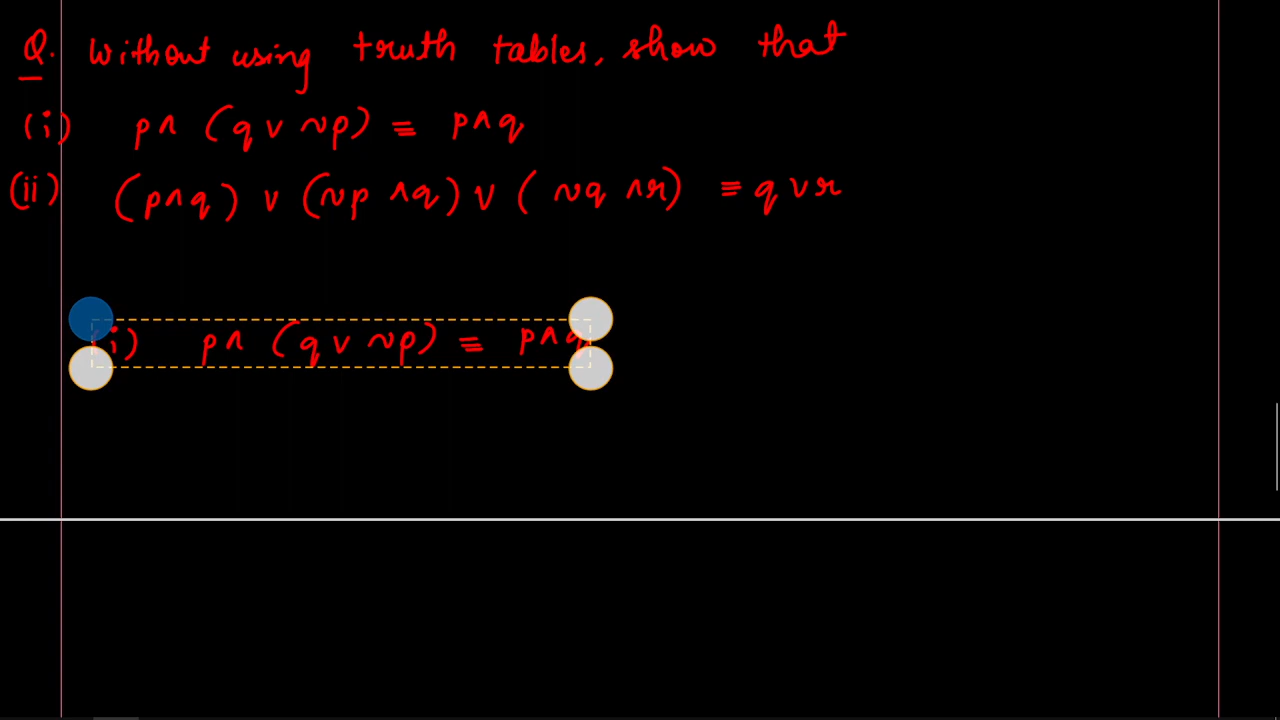 Q. Without using truth tables, show that
(i) p∧ (q ∨ ~p) ≡ p∧q
(ii) (p∧q) ∨ (~p ∧q) ∨ ( ~q ∧r) ≡ q ∨r
(i) p∧ (q ∨ ~p) ≡ p∧q